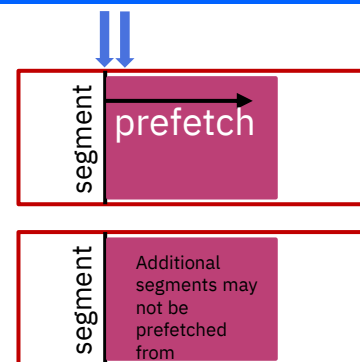 segment
prefetch
segment
Additional
segments may
not be
prefetched
from